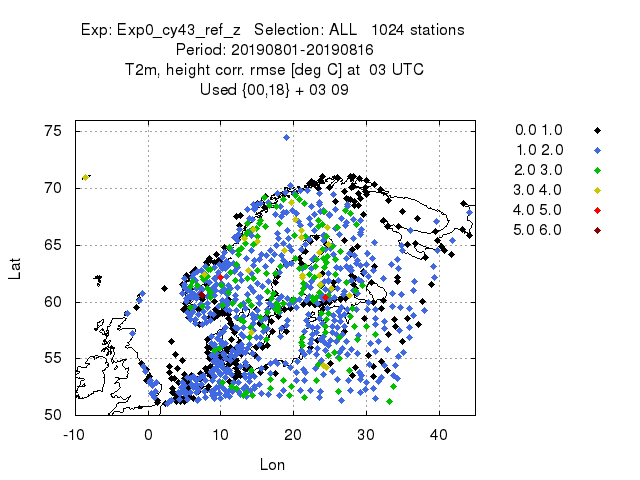 Exp: Exp0_cy43_ref_z   Selection: ALL   1024 stations
Period: 20190801-20190816
T2m, height corr. rmse [deg C] at  03 UTC
Used {00,18} + 03 09
0.0 1.0
1.0 2.0
2.0 3.0
3.0 4.0
4.0 5.0
5.0 6.0
75
70
65
60
55
50
Lat
-10 0 10 20 30 40
Lon